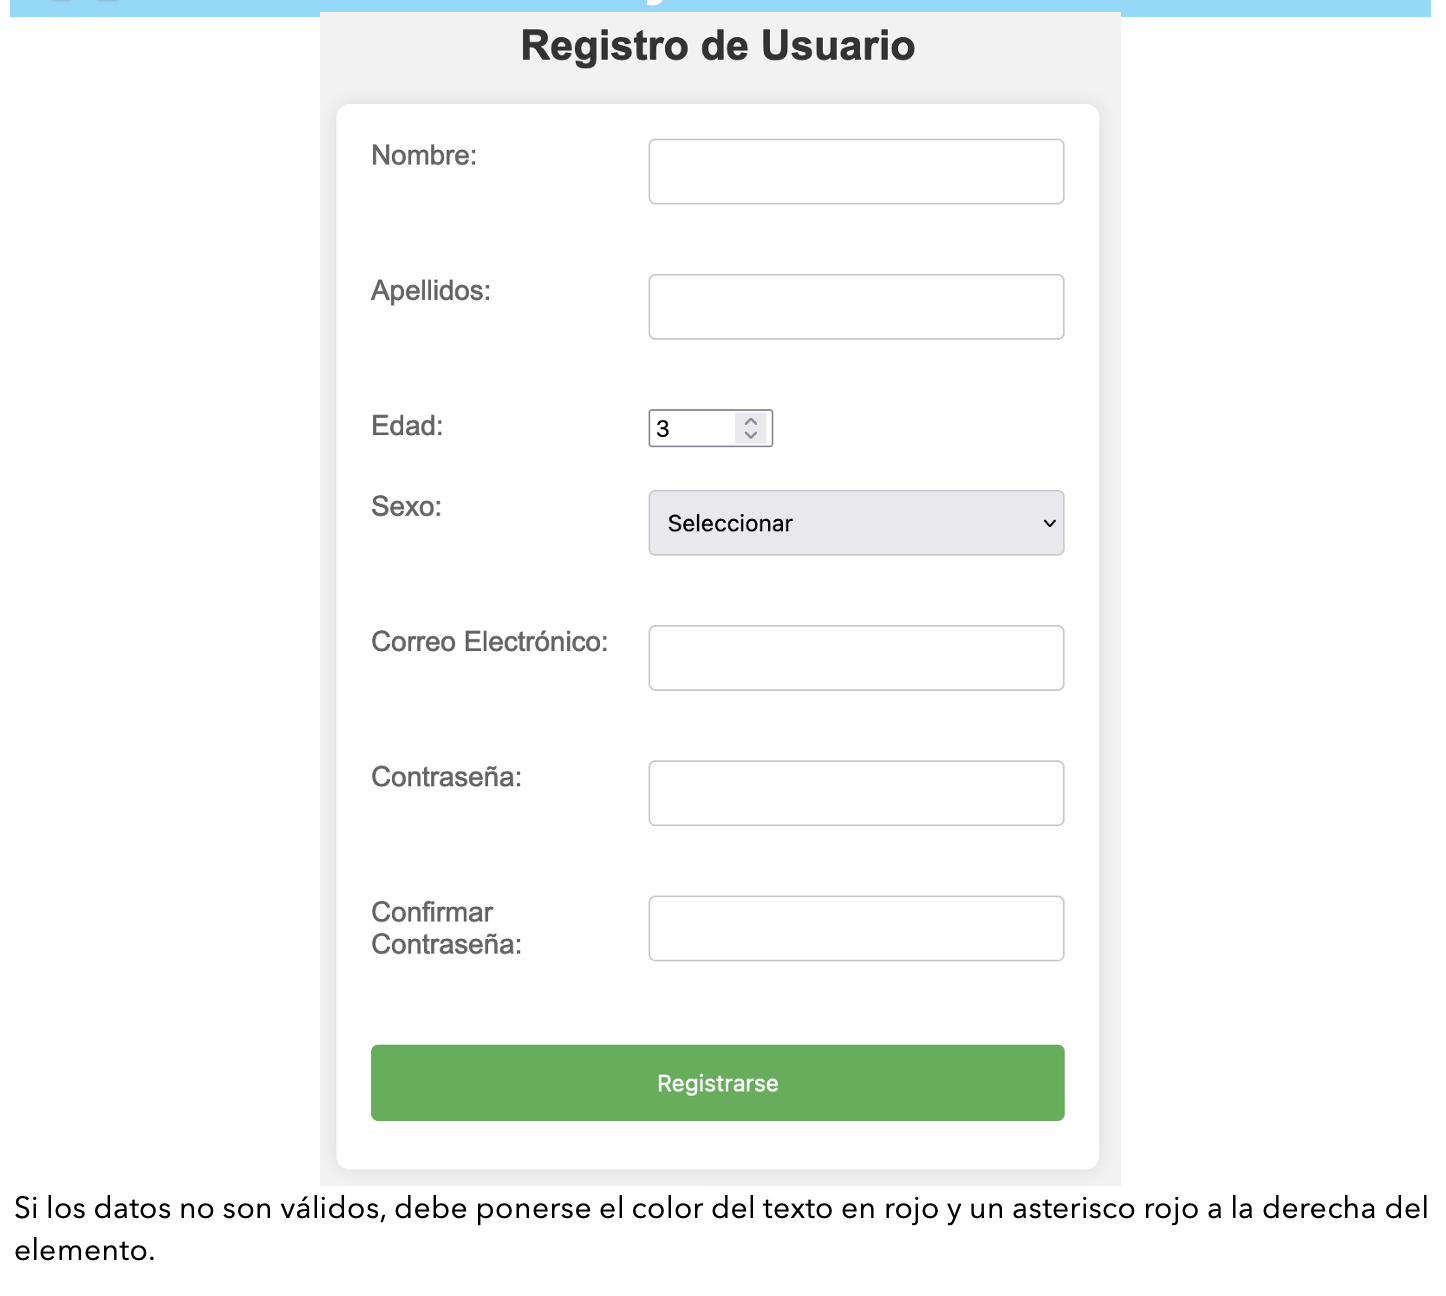 Registro de Usuario
Nombre:
Apellidos:
Edad:
3
Sexo:
Seleccionar
Correo Electrónico:
Contraseña:
Confirmar
Contraseña:
Registrarse
Si los datos no son válidos, debe ponerse el color del texto en rojo y un asterisco rojo a la derecha del
elemento.